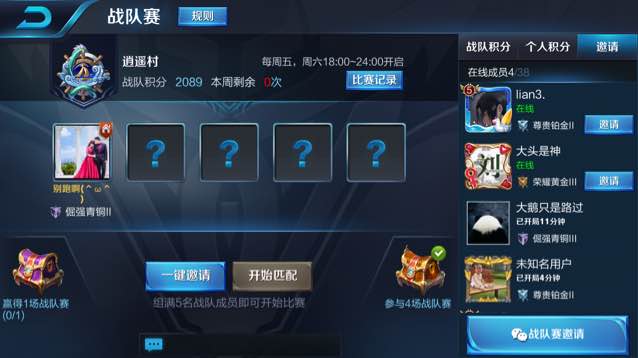 战队赛
规则
战队积分
个人积分
邀请
逍遥村
每周五，周六18:00~24:00开启
战队积分 2089 本周剩余 0次
比赛记录
在线成员4/38
5
lian3.
在线
尊贵铂金II
邀请
大头是神
在线
荣耀黄金III
邀请
大鹅只是路过
已开局11分钟
倔强青铜III
未知名用户
已开局4分钟
尊贵铂金II
别跑啊(^ω^
)
倔强青铜II
? ? ? ?
一键邀请
开始匹配
组满5名战队成员即可开始比赛
赢得1场战队赛
(0/1)
参与4场战队赛
战队赛邀请